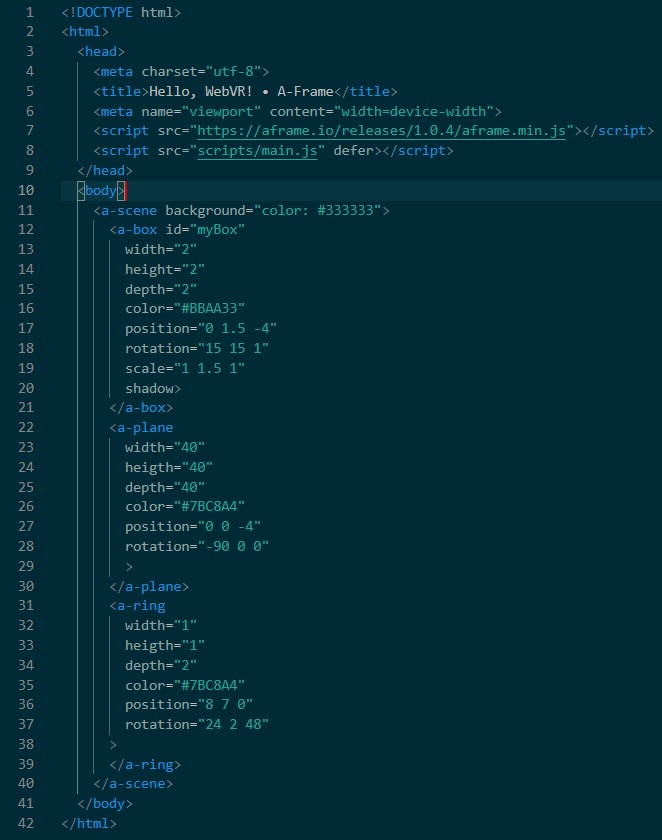 1 <!DOCTYPE html>
2 <html>
3 <head>
4 <meta charset="utf-8">
5 <title>Hello, WebVR! • A-Frame</title>
6 <meta name="viewport" content="width=device-width">
7 <script src="https://aframe.io/releases/1.0.4/aframe.min.js"></script>
8 <script src="scripts/main.js" defer></script>
9 </head>
10 <body>
11 <a-scene background="color: #333333">
12 <a-box id="myBox"
13 width="2"
14 height="2"
15 depth="2"
16 color="#BBAA33"
17 position="0 1.5 -4"
18 rotation="15 15 1"
19 scale="1 1.5 1"
20 shadow>
21 </a-box>
22 <a-plane
23 width="40"
24 heigth="40"
25 depth="40"
26 color="#7BC8A4"
27 position="0 0 -4"
28 rotation="-90 0 0"
29 >
30 </a-plane>
31 <a-ring
32 width="1"
33 heigth="1"
34 depth="2"
35 color="#7BC8A4"
36 position="8 7 0"
37 rotation="24 2 48"
38 >
39 </a-ring>
40 </a-scene>
41 </body>
42 </html>